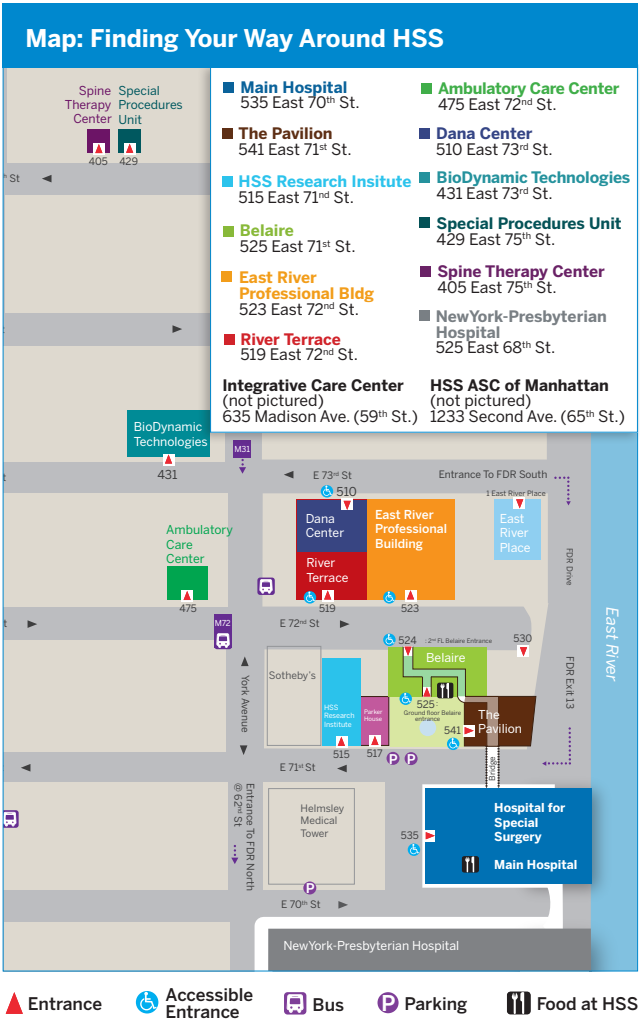 Map: Finding Your Way Around HSS
Spine Therapy Center
Special Procedures Unit
405
429
h St
Main Hospital
535 East 70th St.
The Pavilion
541 East 71st St.
HSS Research Insitute
515 East 71nd St.
Belaire
525 East 71st St.
East River
Professional Bldg
523 East 72nd St.
River Terrace
519 East 72nd St.
Ambulatory Care Center
475 East 72nd St.
Dana Center
510 East 73rd St.
BioDynamic Technologies
431 East 73rd St.
Special Procedures Unit
429 East 75th St.
Spine Therapy Center
405 East 75th St.
NewYork-Presbyterian
Hospital
525 East 68th St.
Integrative Care Center
(not pictured)
635 Madison Ave. (59th St.)
HSS ASC of Manhattan
(not pictured)
1233 Second Ave. (65th St.)
BioDynamic
Technologies
431
M31
E 73rd St
Entrance To FDR South
510
1 East River Place
Dana
Center
East River
Professional
Building
East
River
Place
River
Terrace
519
523
Ambulatory
Care
Center
475
FDR Drive
East River
t
M72
E 72nd St
524
: 2nd FL Belaire Entrance
530
Belaire
Sotheby's
HSS
Research
Institute
515
Parker
House
517
525:
Ground floor Belaire
entrance
541
The
Pavilion
York Avenue
FDR Exit 13
E 71st St
Bridge
Entrance To FDR North
@ 62nd St
Helmsley
Medical
Tower
P
P
P
535
Hospital for
Special
Surgery
Main Hospital
E 70th St
NewYork-Presbyterian Hospital
Entrance
Accessible
Entrance
Bus
P Parking
Food at HSS